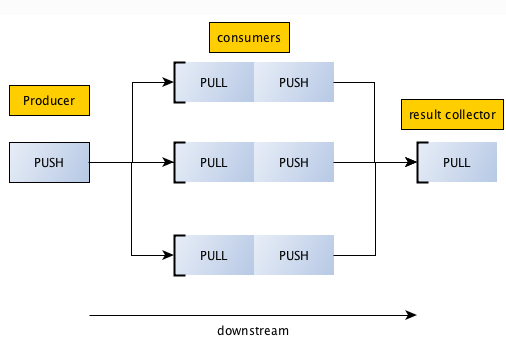 consumers
PULL PUSH
Producer
result collector
PUSH
PULL PUSH
PULL
PULL PUSH
downstream